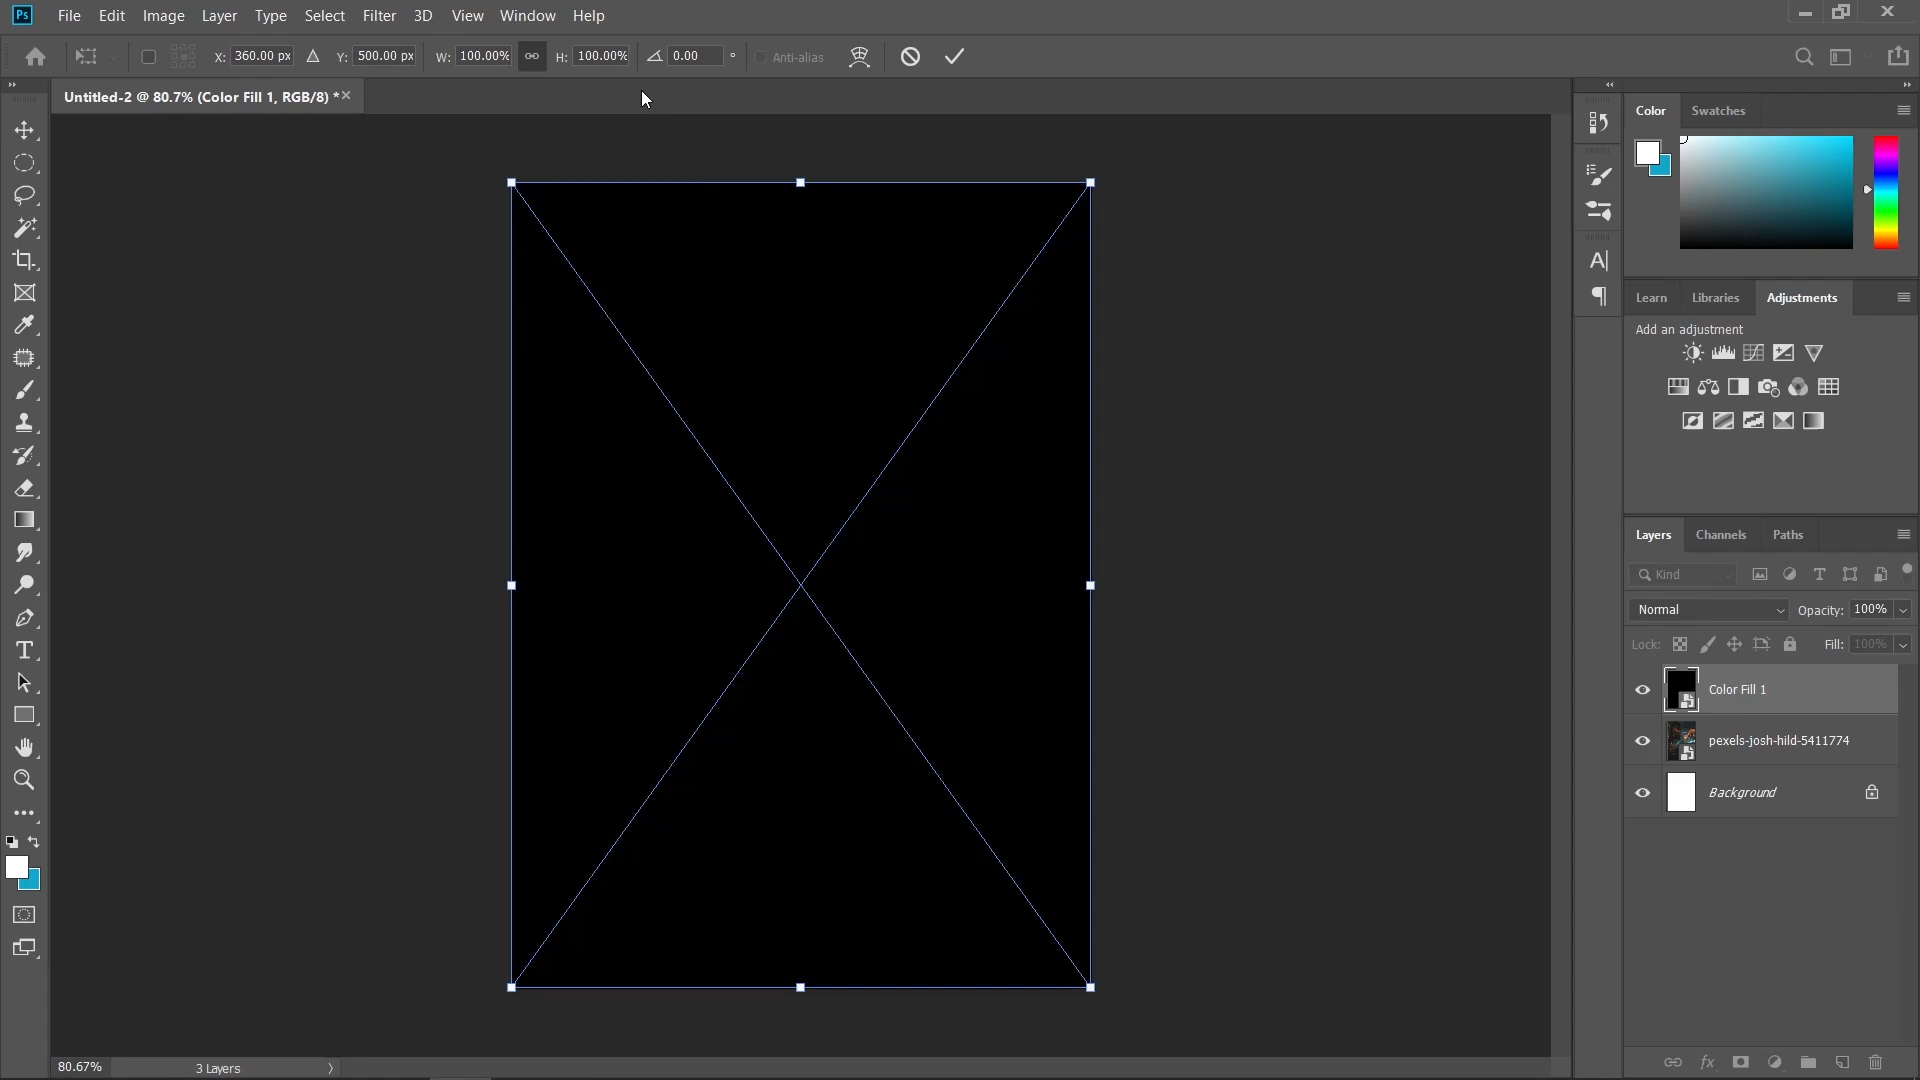 Ps File Edit Image Layer Type Select Filter 3D View Window Help
X: 360.00 px Y: 500.00 px W: 100.00% H: 100.00% 0.00 ° Anti-alias
Untitled-2 @ 80.7% (Color Fill 1, RGB/8) *
Color Swatches
Learn Libraries Adjustments
Add an adjustment
Layers Channels Paths
Kind
Normal Opacity: 100%
Lock: Fill: 100%
Color Fill 1
pexels-josh-hild-5411774
Background
80.67% 3 Layers